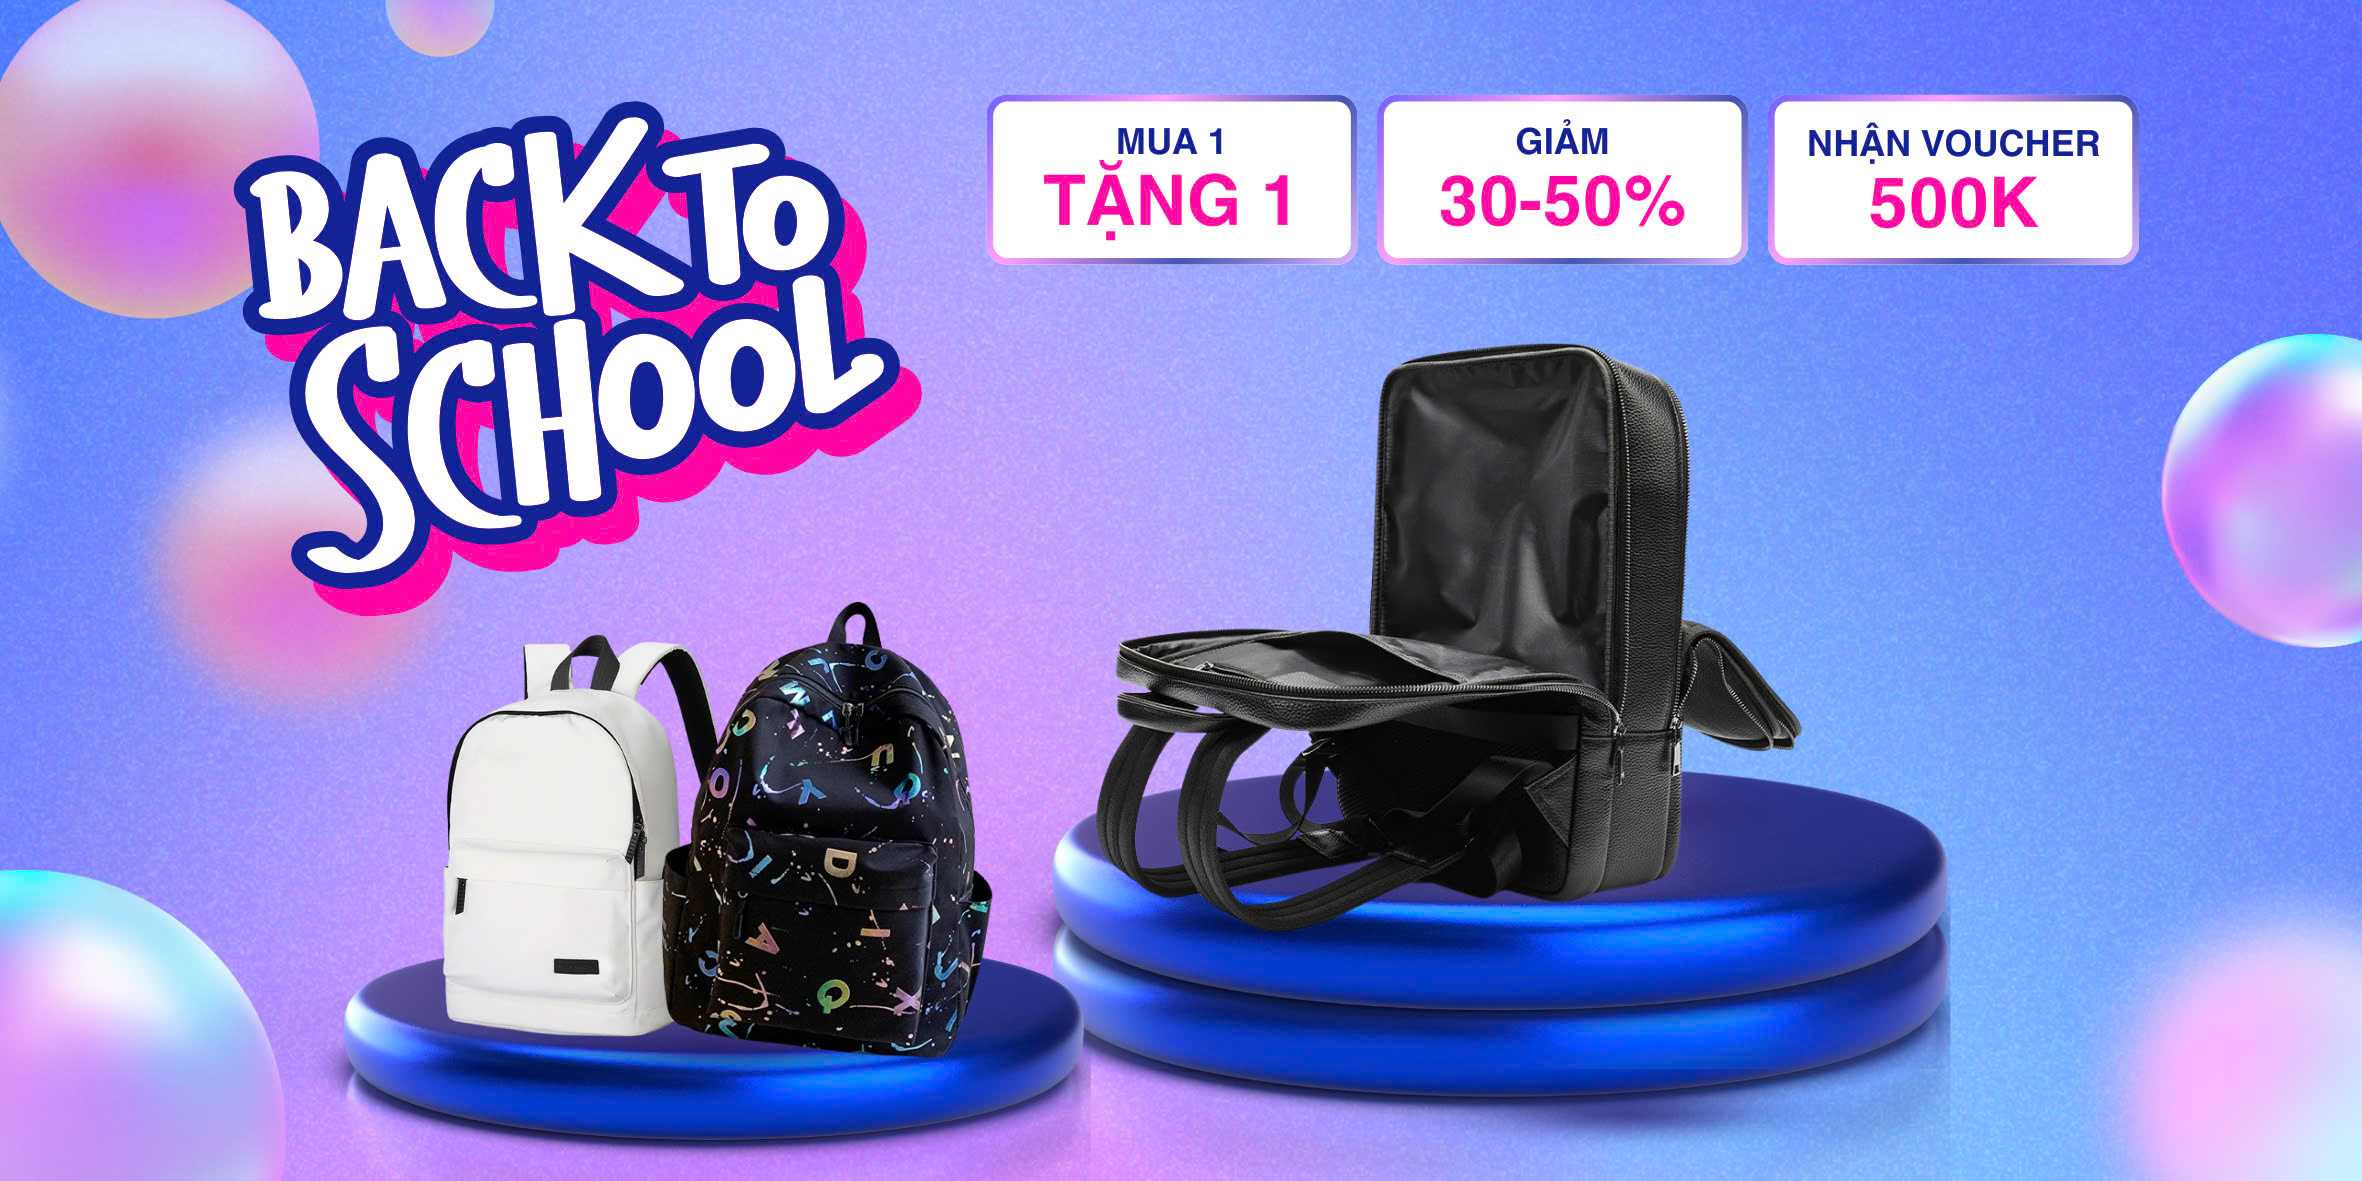 BACK TO
SCHOOL
MUA 1
TẶNG 1
GIẢM
30-50%
NHẬN VOUCHER
500K